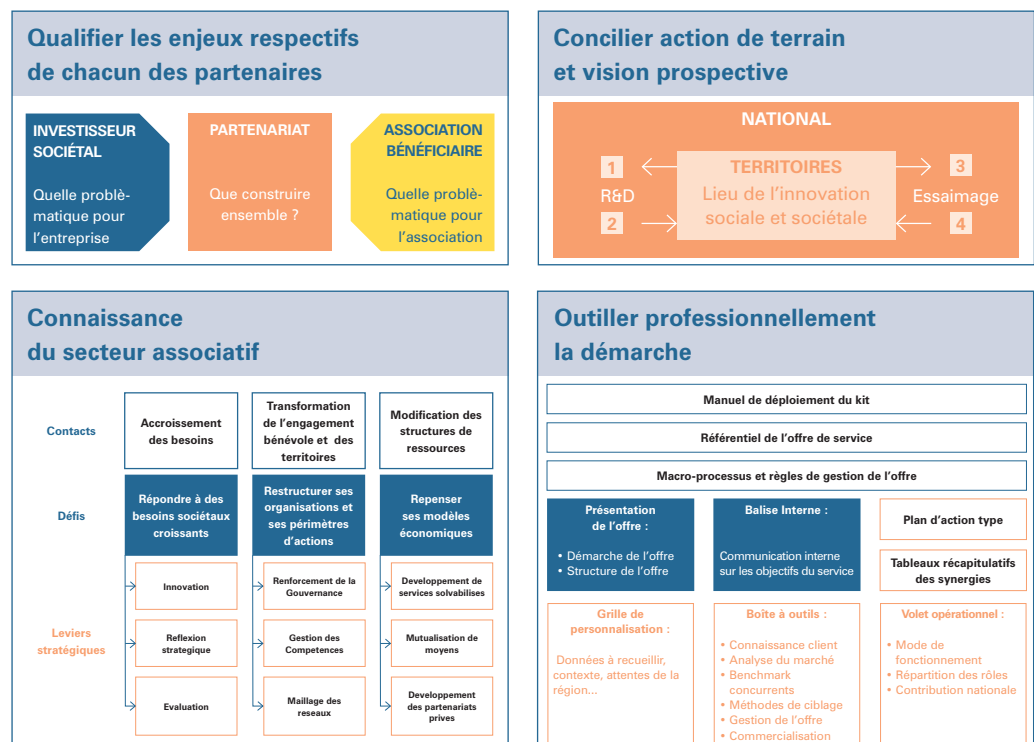 Qualifier les enjeux respectifs
de chacun des partenaires
INVESTISSEUR
SOCIÉTAL
Quelle problè-
matique pour
l’entreprise
PARTENARIAT
Que construire
ensemble ?
ASSOCIATION
BÉNÉFICIAIRE
Quelle problè-
matique pour
l’association
Concilier action de terrain
et vision prospective
NATIONAL
1
R&D
2
TERRITOIRES
Lieu de l’innovation
sociale et sociétale
3
Essaimage
4
Connaissance
du secteur associatif
Contacts
Accroissement
des besoins
Transformation
de l’engagement
bénévole et des
territoires
Modification des
structures de
ressources
Défis
Répondre à des
besoins sociétaux
croissants
Restructurer ses
organisations et
ses périmètres
d’actions
Repenser
ses modèles
économiques
Leviers
stratégiques
Innovation
Renforcement de la
Gouvernance
Developpement de
services solvabilises
Reflexion
strategique
Gestion des
Competences
Mutualisation de
moyens
Evaluation
Maillage des
reseaux
Developpement
des partenariats
prives
Outiller professionnellement
la démarche
Manuel de déploiement du kit
Référentiel de l’offre de service
Macro-processus et règles de gestion de l’offre
Présentation
de l’offre :
• Démarche de l’offre
• Structure de l’offre
Balise Interne :
Communication interne
sur les objectifs du service
Plan d’action type
Tableaux récapitulatifs
des synergies
Grille de
personnalisation :
Données à recueillir,
contexte, attentes de la
région...
Boîte à outils :
• Connaissance client
• Analyse du marché
• Benchmark
concurrents
• Méthodes de ciblage
• Gestion de l’offre
• Commercialisation
Volet opérationnel :
• Mode de
fonctionnement
• Répartition des rôles
• Contribution nationale